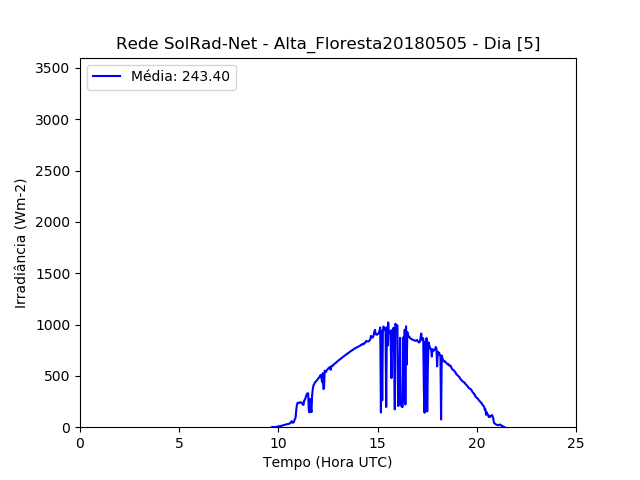 Rede SolRad-Net - Alta_Floresta20180505 - Dia [5]
Média: 243.40
3500
3000
2500
2000
1500
1000
500
0
Irradiância (Wm-2)
0 5 10 15 20 25
Tempo (Hora UTC)